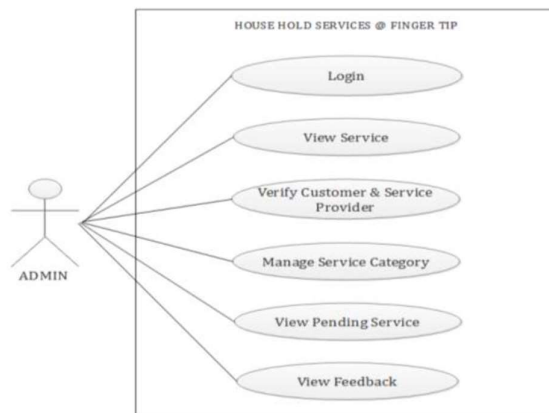 HOUSE HOLD SERVICES @ FINGER TIP
Login
View Service
Verify Customer & Service
Provider
Manage Service Category
View Pending Service
View Feedback
ADMIN